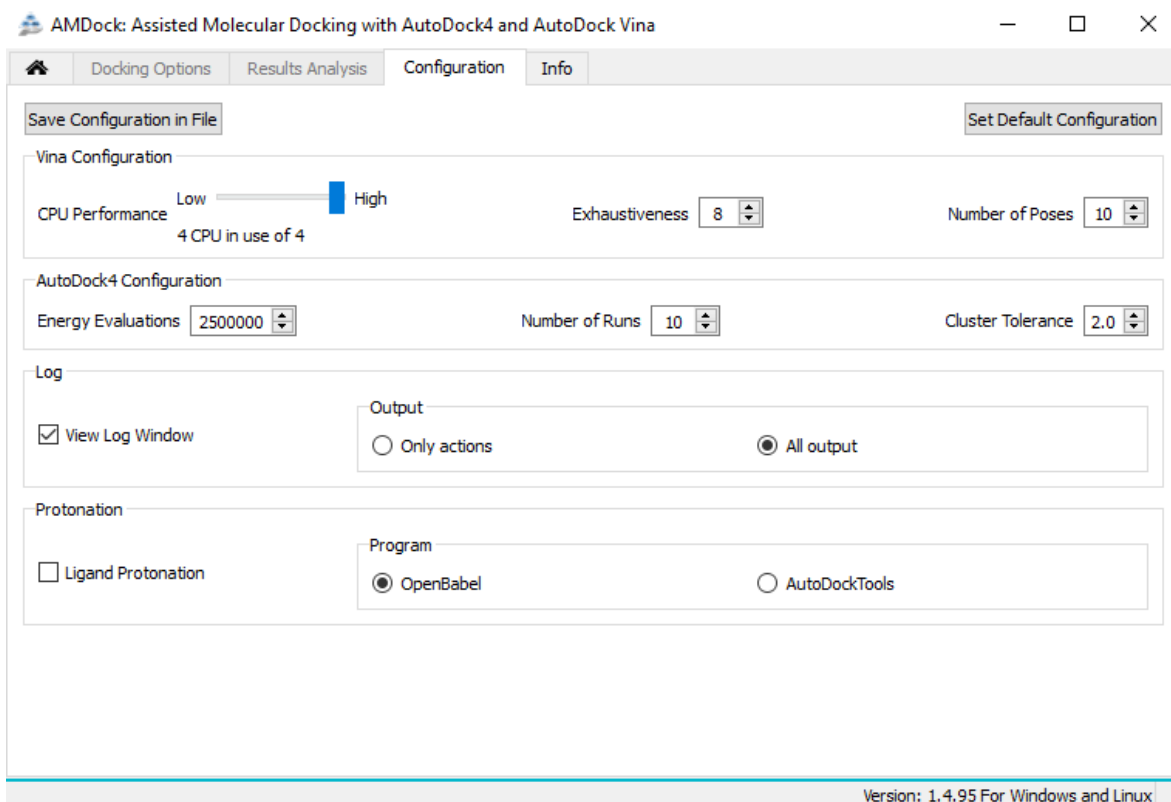 AMDock: Assisted Molecular Docking with AutoDock4 and AutoDock Vina
Docking Options Results Analysis Configuration Info
Save Configuration in File Set Default Configuration
Vina Configuration
CPU Performance Low High Exhaustiveness 8 Number of Poses 10
4 CPU in use of 4
AutoDock4 Configuration
Energy Evaluations 2500000 Number of Runs 10 Cluster Tolerance 2.0
Log
Output
View Log Window Only actions All output
Protonation
Program
Ligand Protonation OpenBabel AutoDockTools
Version: 1.4.95 For Windows and Linux